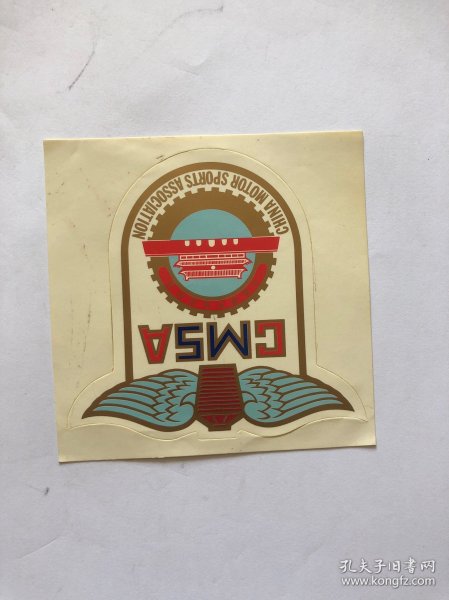 CHINA MOTOR SPORTS ASSOCIATION
CMSA
孔夫子旧书网
www.kongfz.com